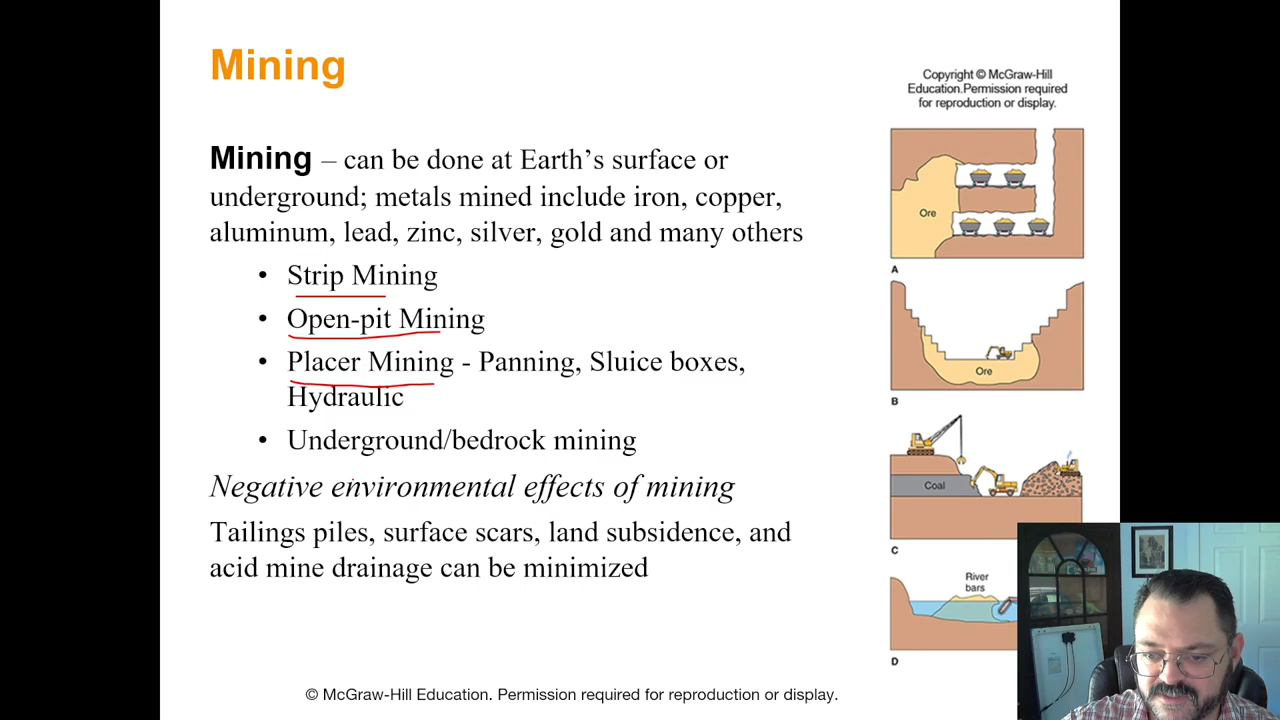 Mining
Copyright © McGraw-Hill
Education.Permission required
for reproduction or display.
Mining – can be done at Earth’s surface or
underground; metals mined include iron, copper,
aluminum, lead, zinc, silver, gold and many others
• Strip Mining
• Open-pit Mining
• Placer Mining - Panning, Sluice boxes,
Hydraulic
• Underground/bedrock mining
Negative environmental effects of mining
Tailings piles, surface scars, land subsidence, and
acid mine drainage can be minimized
Ore
A
Ore
B
Coal
C
River
bars
D
© McGraw-Hill Education. Permission required for reproduction or display.